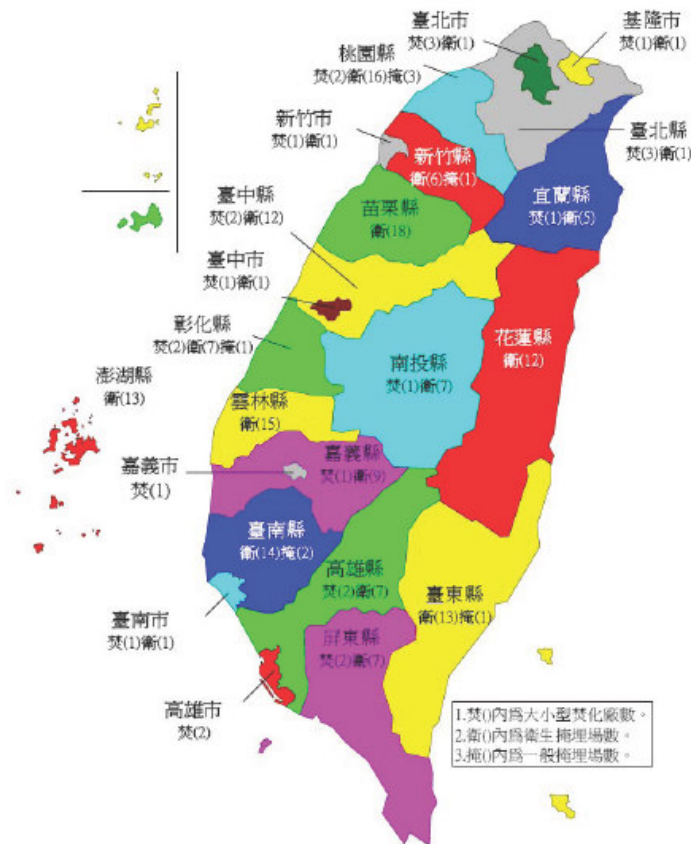 臺北市
焚(3)衛(1)
基隆市
焚(1)衛(1)
桃園縣
焚(2)衛(16)掩(3)
新竹市
焚(1)衛(1)
臺北縣
焚(3)衛(1)
新竹縣
衛(6)掩(1)
宜蘭縣
焚(1)衛(5)
臺中縣
焚(2)衛(12)
苗栗縣
衛(18)
臺中市
焚(1)衛(1)
彰化縣
焚(2)衛(7)掩(1)
花蓮縣
衛(12)
南投縣
焚(1)衛(7)
澎湖縣
衛(13)
雲林縣
衛(15)
嘉義市
焚(1)
嘉義縣
焚(1)衛(9)
臺南縣
衛(14)掩(2)
高雄縣
焚(2)衛(7)
臺東縣
衛(13)掩(1)
臺南市
焚(1)衛(1)
屏東縣
焚(2)衛(7)
高雄市
焚(2)
1.焚()內為大小型焚化廠數。
2.衛()內為衛生掩埋場數。
3.掩()內為一般掩埋場數。